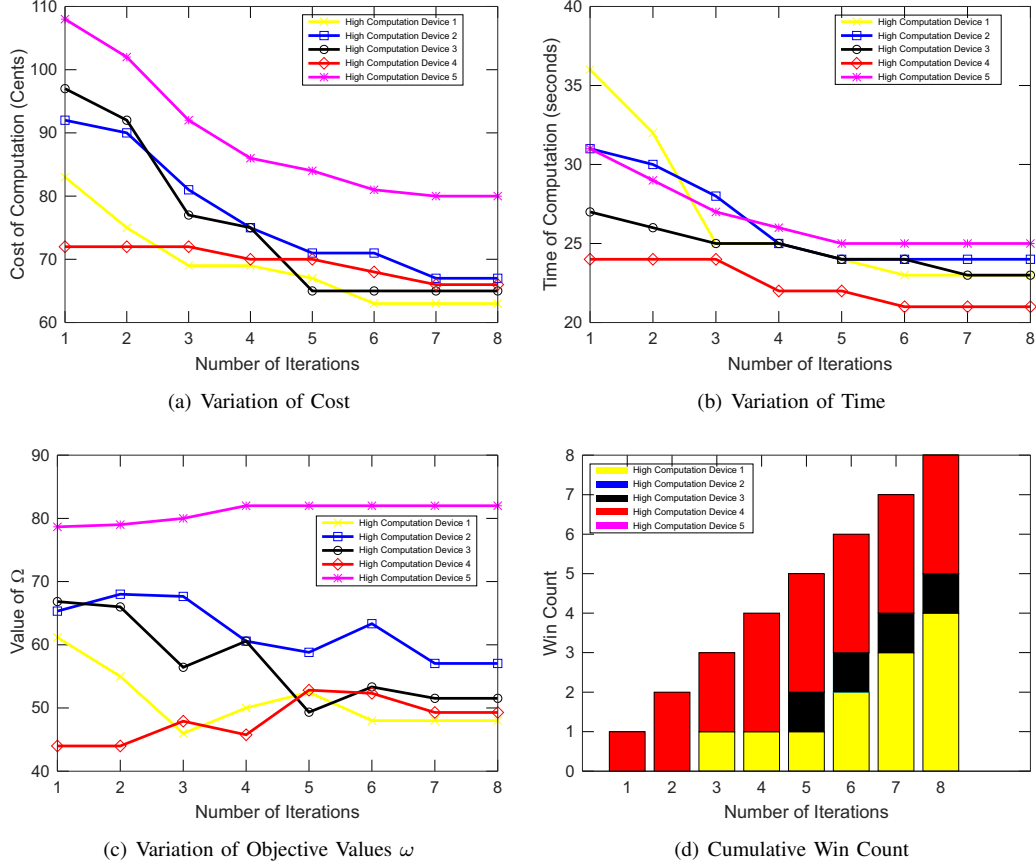 110
100
90
80
70
60
Cost of Computation (Cents)
High Computation Device 1
High Computation Device 2
High Computation Device 3
High Computation Device 4
High Computation Device 5
1 2 3 4 5 6 7 8
Number of Iterations
(a) Variation of Cost
40
35
30
25
20
Time of Computation (seconds)
High Computation Device 1
High Computation Device 2
High Computation Device 3
High Computation Device 4
High Computation Device 5
1 2 3 4 5 6 7 8
Number of Iterations
(b) Variation of Time
90
80
70
60
50
40
Value of Ω
High Computation Device 1
High Computation Device 2
High Computation Device 3
High Computation Device 4
High Computation Device 5
1 2 3 4 5 6 7 8
Number of Iterations
(c) Variation of Objective Values ω
8
7
6
5
4
3
2
1
0
Win Count
High Computation Device 1
High Computation Device 2
High Computation Device 3
High Computation Device 4
High Computation Device 5
1 2 3 4 5 6 7 8
Number of Iterations
(d) Cumulative Win Count